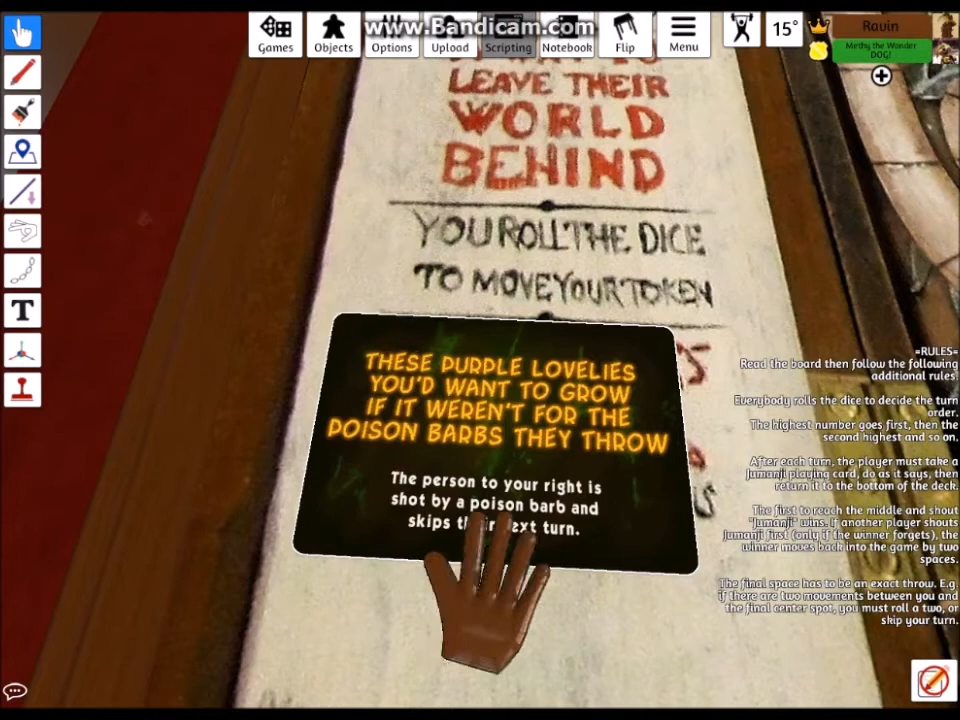 www.Bandicam.com
Games
Objects
Options
Upload
Scripting
Notebook
Flip
Menu
15°
Ravin
Methy the Wonder
DOG!
LEAVE THEIR
WORLD
BEHIND
YOU ROLL THE DICE
TO MOVE YOUR TOKEN
THESE PURPLE LOVELIES
YOU'D WANT TO GROW
IF IT WEREN'T FOR THE
POISON BARBS THEY THROW
The person to your right is
shot by a poison barb and
skips their next turn.
T
=RULES=
Read the board then follow the following
additional rules.
Everybody rolls the dice to decide the turn
order.
The highest number goes first, then the
second highest and so on.
After each turn, the player must take a
Jumanji playing card, do as it says, then
return it to the bottom of the deck.
The first to reach the middle and shout
"Jumanji" wins. If another player shouts
Jumanji first (only if the winner forgets), the
winner moves back into the game by two
spaces.
The final space has to be an exact throw. E.g.
if there are two movements between you and
the final center spot, you must roll a two, or
skip your turn.